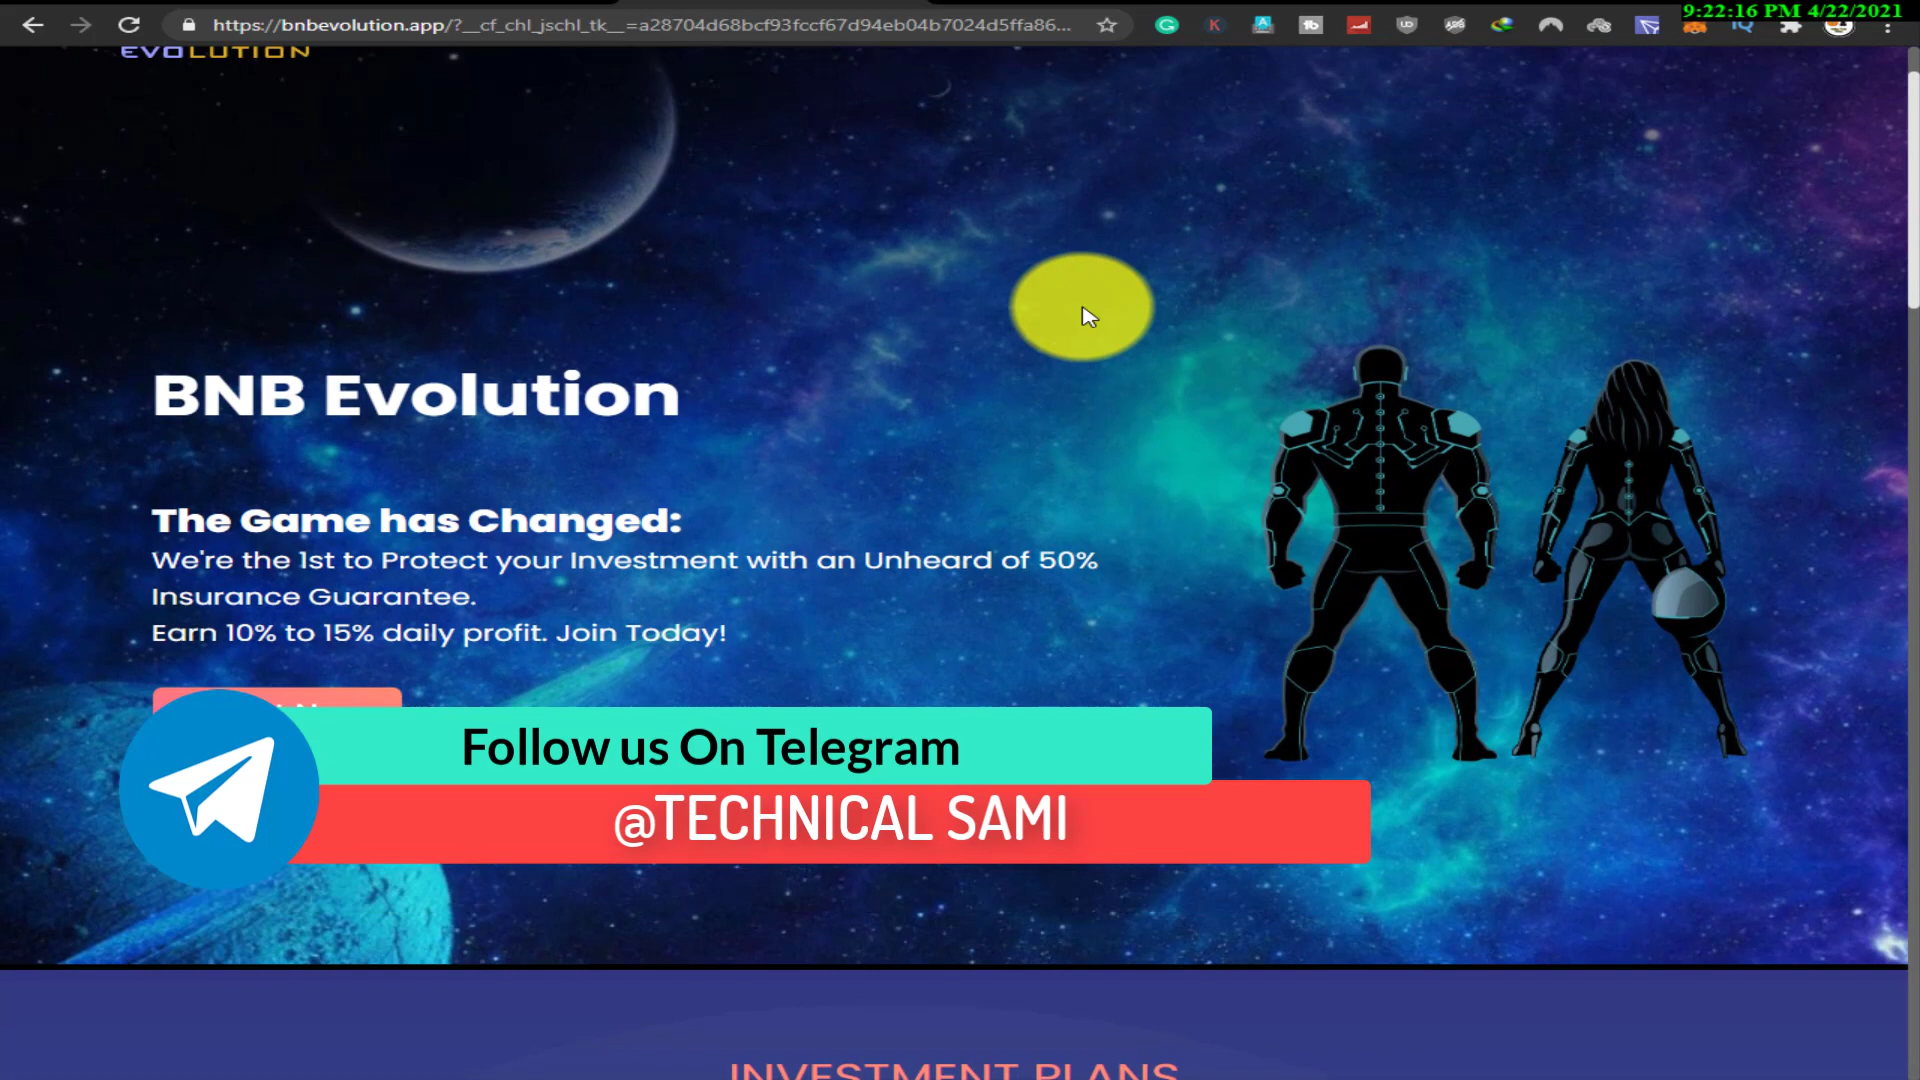 9:22:16 PM 4/22/2021
https://bnbevolution.app/?__cf_chl_jschl_tk__=a28704d68bcf93fccf67d94eb04b7024d5ffa86...
EVOLUTION
BNB Evolution
The Game has Changed:
We're the 1st to Protect your Investment with an Unheard of 50%
Insurance Guarantee.
Earn 10% to 15% daily profit. Join Today!
Follow us On Telegram
@TECHNICAL SAMI
INVESTMENT PLANS